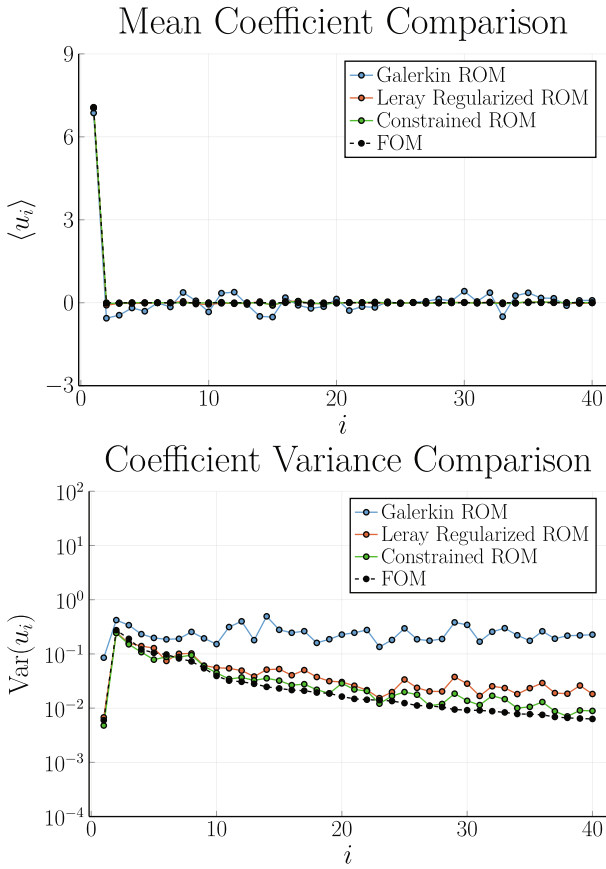 Mean Coefficient Comparison
9
6
3
0
−3
⟨u_i⟩
Galerkin ROM
Leray Regularized ROM
Constrained ROM
FOM
0 10 20 30 40
i
Coefficient Variance Comparison
10^2
10^1
10^0
10^−1
10^−2
10^−3
10^−4
Var(u_i)
Galerkin ROM
Leray Regularized ROM
Constrained ROM
FOM
0 10 20 30 40
i